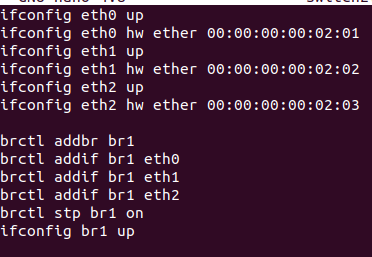 ifconfig eth0 up
ifconfig eth0 hw ether 00:00:00:00:02:01
ifconfig eth1 up
ifconfig eth1 hw ether 00:00:00:00:02:02
ifconfig eth2 up
ifconfig eth2 hw ether 00:00:00:00:02:03
brctl addbr br1
brctl addif br1 eth0
brctl addif br1 eth1
brctl addif br1 eth2
brctl stp br1 on
ifconfig br1 up